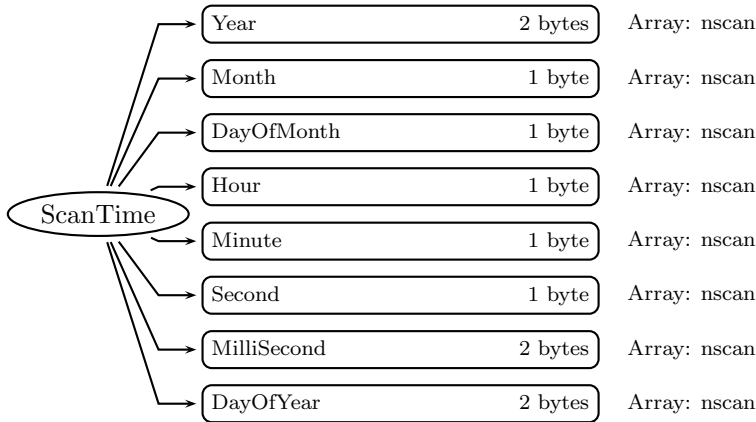 Year 2 bytes Array: nscan
Month 1 byte Array: nscan
DayOfMonth 1 byte Array: nscan
Hour 1 byte Array: nscan
ScanTime
Minute 1 byte Array: nscan
Second 1 byte Array: nscan
MilliSecond 2 bytes Array: nscan
DayOfYear 2 bytes Array: nscan